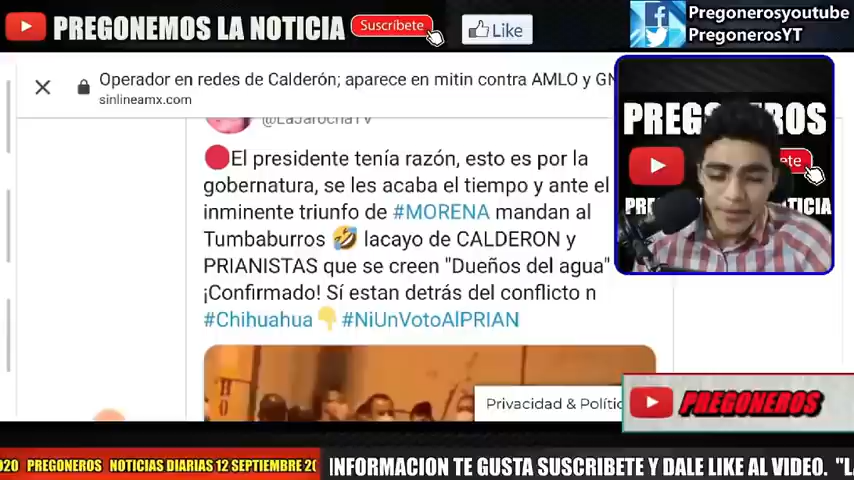 PREGONEMOS LA NOTICIA
Suscríbete
Like
Pregonerosyoutube
PregonerosYT
Operador en redes de Calderón; aparece en mitin contra AMLO y GN
sinlineamx.com
@LaJarochaTV
El presidente tenía razón, esto es por la
gobernatura, se les acaba el tiempo y ante el
inminente triunfo de #MORENA mandan al
Tumbaburros 🤣 lacayo de CALDERON y
PRIANISTAS que se creen "Dueños del agua"
¡Confirmado! Sí estan detrás del conflicto n
#Chihuahua👇 #NiUnVotoAlPRIAN
Privacidad & Polític
PREGONEROS
020 PREGONEROS NOTICIAS DIARIAS 12 SEPTIEMBRE 20
INFORMACION TE GUSTA SUSCRIBETE Y DALE LIKE AL VIDEO. "L